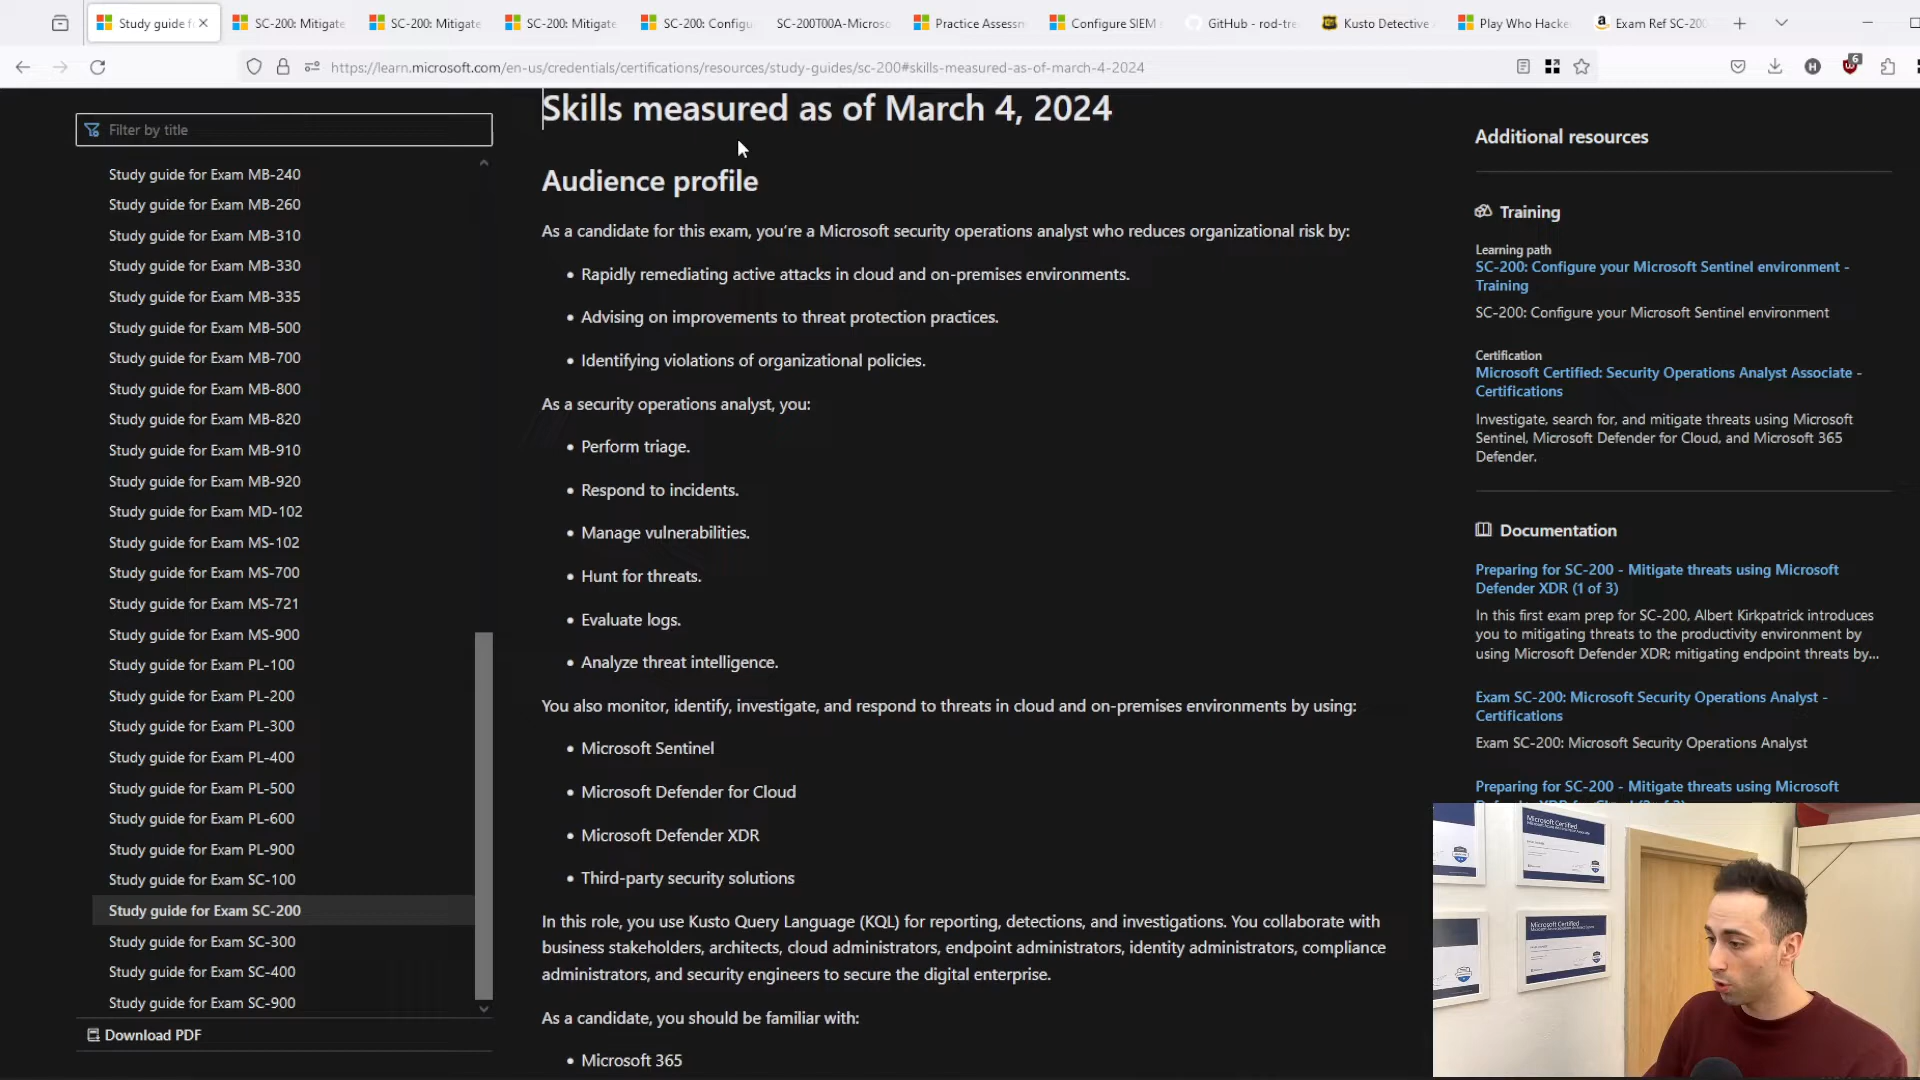 Study guide f
SC-200: Mitigate
SC-200: Mitigate
SC-200: Mitigate
SC-200: Configu
SC-200T00A-Micros
Practice Assessm
Configure SIEM
GitHub - rod-tre
Kusto Detective
Play Who Hacke
Exam Ref SC-200
https://learn.microsoft.com/en-us/credentials/certifications/resources/study-guides/sc-200#skills-measured-as-of-march-4-2024
6
Filter by title
Study guide for Exam MB-240
Study guide for Exam MB-260
Study guide for Exam MB-310
Study guide for Exam MB-330
Study guide for Exam MB-335
Study guide for Exam MB-500
Study guide for Exam MB-700
Study guide for Exam MB-800
Study guide for Exam MB-820
Study guide for Exam MB-910
Study guide for Exam MB-920
Study guide for Exam MD-102
Study guide for Exam MS-102
Study guide for Exam MS-700
Study guide for Exam MS-721
Study guide for Exam MS-900
Study guide for Exam PL-100
Study guide for Exam PL-200
Study guide for Exam PL-300
Study guide for Exam PL-400
Study guide for Exam PL-500
Study guide for Exam PL-600
Study guide for Exam PL-900
Study guide for Exam SC-100
Study guide for Exam SC-200
Study guide for Exam SC-300
Study guide for Exam SC-400
Study guide for Exam SC-900
Download PDF
Skills measured as of March 4, 2024
Audience profile
As a candidate for this exam, you're a Microsoft security operations analyst who reduces organizational risk by:
• Rapidly remediating active attacks in cloud and on-premises environments.
• Advising on improvements to threat protection practices.
• Identifying violations of organizational policies.
As a security operations analyst, you:
• Perform triage.
• Respond to incidents.
• Manage vulnerabilities.
• Hunt for threats.
• Evaluate logs.
• Analyze threat intelligence.
You also monitor, identify, investigate, and respond to threats in cloud and on-premises environments by using:
• Microsoft Sentinel
• Microsoft Defender for Cloud
• Microsoft Defender XDR
• Third-party security solutions
In this role, you use Kusto Query Language (KQL) for reporting, detections, and investigations. You collaborate with
business stakeholders, architects, cloud administrators, endpoint administrators, identity administrators, compliance
administrators, and security engineers to secure the digital enterprise.
As a candidate, you should be familiar with:
• Microsoft 365
Additional resources
Training
Learning path
SC-200: Configure your Microsoft Sentinel environment -
Training
SC-200: Configure your Microsoft Sentinel environment
Certification
Microsoft Certified: Security Operations Analyst Associate -
Certifications
Investigate, search for, and mitigate threats using Microsoft
Sentinel, Microsoft Defender for Cloud, and Microsoft 365
Defender.
Documentation
Preparing for SC-200 - Mitigate threats using Microsoft
Defender XDR (1 of 3)
In this first exam prep for SC-200, Albert Kirkpatrick introduces
you to mitigating threats to the productivity environment by
using Microsoft Defender XDR; mitigating endpoint threats by...
Exam SC-200: Microsoft Security Operations Analyst -
Certifications
Exam SC-200: Microsoft Security Operations Analyst
Preparing for SC-200 - Mitigate threats using Microsoft
Microsoft Certified
Microsoft Certified